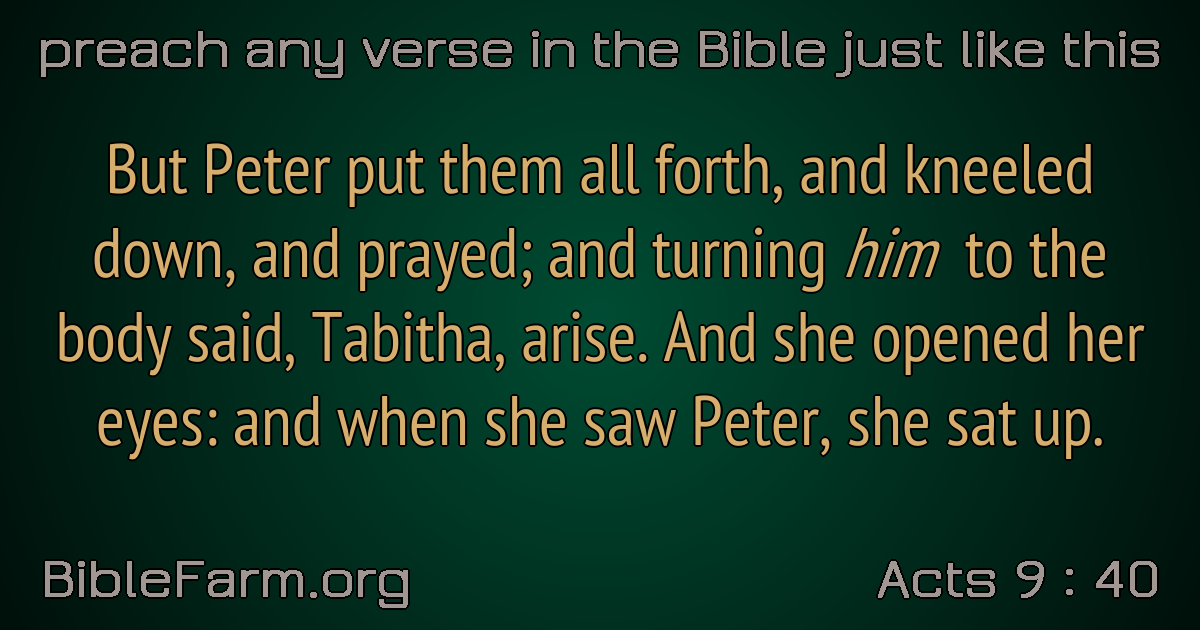 preach any verse in the Bible just like this
But Peter put them all forth, and kneeled
down, and prayed; and turning him to the
body said, Tabitha, arise. And she opened her
eyes: and when she saw Peter, she sat up.
BibleFarm.org
Acts 9 : 40